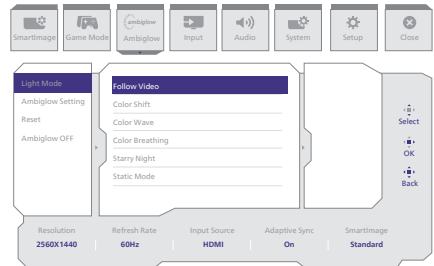 ambiglow
SmartImage
Game Mode
Ambiglow
Input
Audio
System
Setup
Close
Light Mode
Ambiglow Setting
Reset
Ambiglow OFF
Follow Video
Color Shift
Color Wave
Color Breathing
Starry Night
Static Mode
Select
OK
Back
Resolution
Refresh Rate
Input Source
Adaptive Sync
SmartImage
2560X1440
60Hz
HDMI
On
Standard